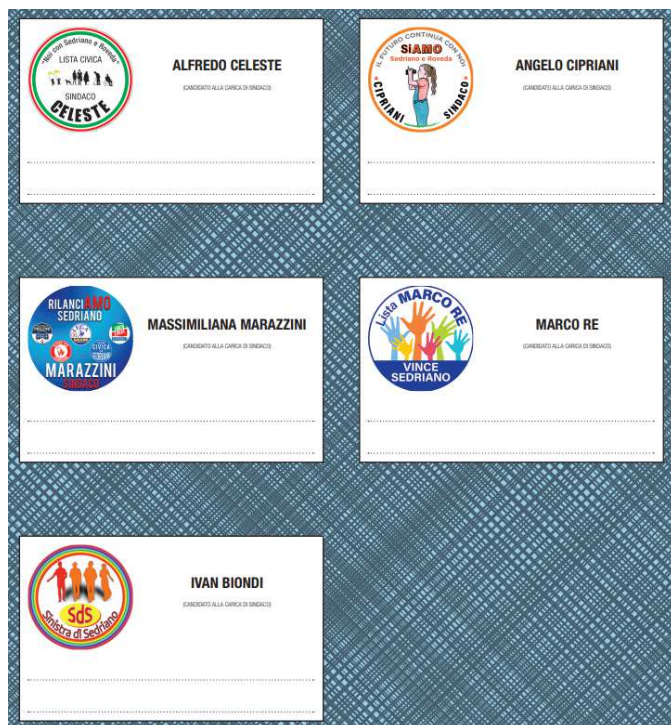 "Noi con Sedriano e Roveda"
LISTA CIVICA
SINDACO
CELESTE
ALFREDO CELESTE
(CANDIDATO ALLA CARICA DI SINDACO)
IL FUTURO CONTINUA CON NOI
SiAMO
Sedriano e Roveda
CIPRIANI SINDACO
ANGELO CIPRIANI
(CANDIDATO ALLA CARICA DI SINDACO)
RILANCIAMO
SEDRIANO
CIVICA
MARAZZINI
SINDACO
MASSIMILIANA MARAZZINI
(CANDIDATO ALLA CARICA DI SINDACO)
Lista MARCO RE
VINCE
SEDRIANO
MARCO RE
(CANDIDATO ALLA CARICA DI SINDACO)
SdS
Sinistra di Sedriano
IVAN BIONDI
(CANDIDATO ALLA CARICA DI SINDACO)